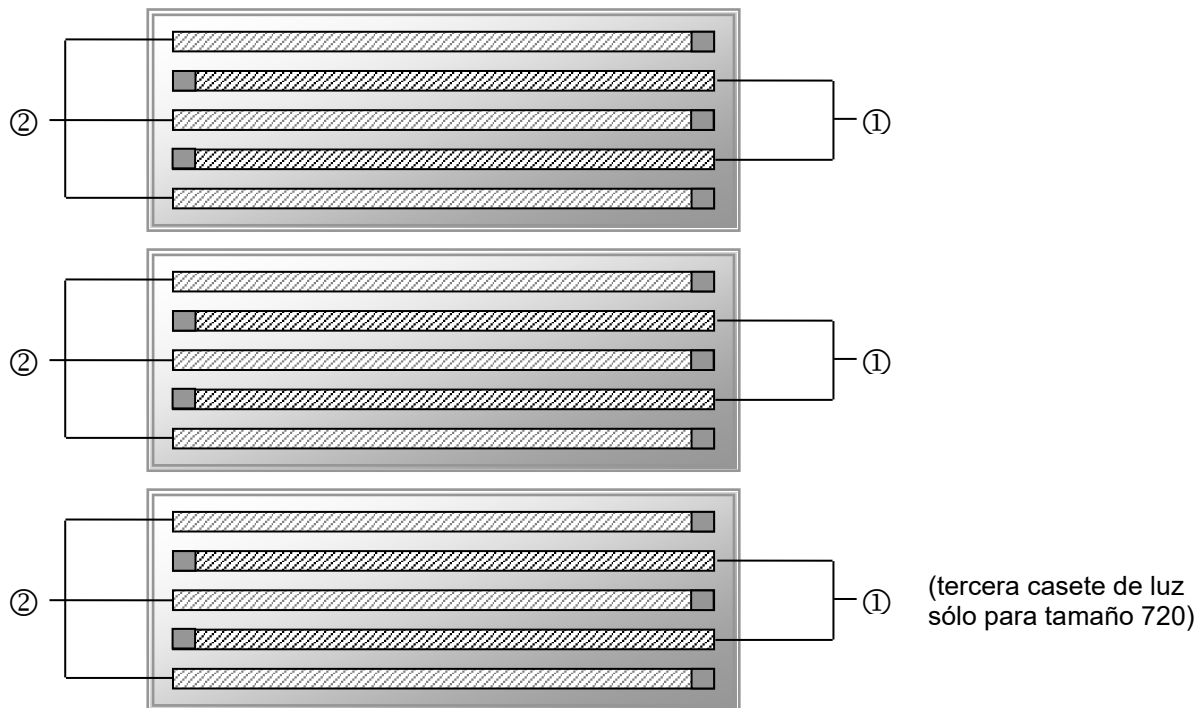 ② ①
② ①
② ① (tercera casete de luz
sólo para tamaño 720)